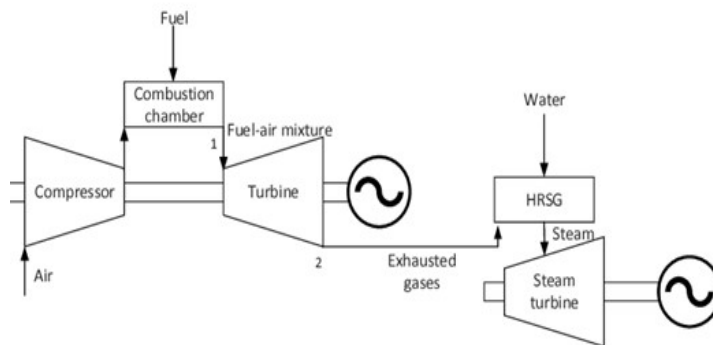 Fuel
Combustion
chamber
Fuel-air mixture
1
Compressor
Turbine
Air
2
Exhausted
gases
Water
HRSG
Steam
Steam
turbine